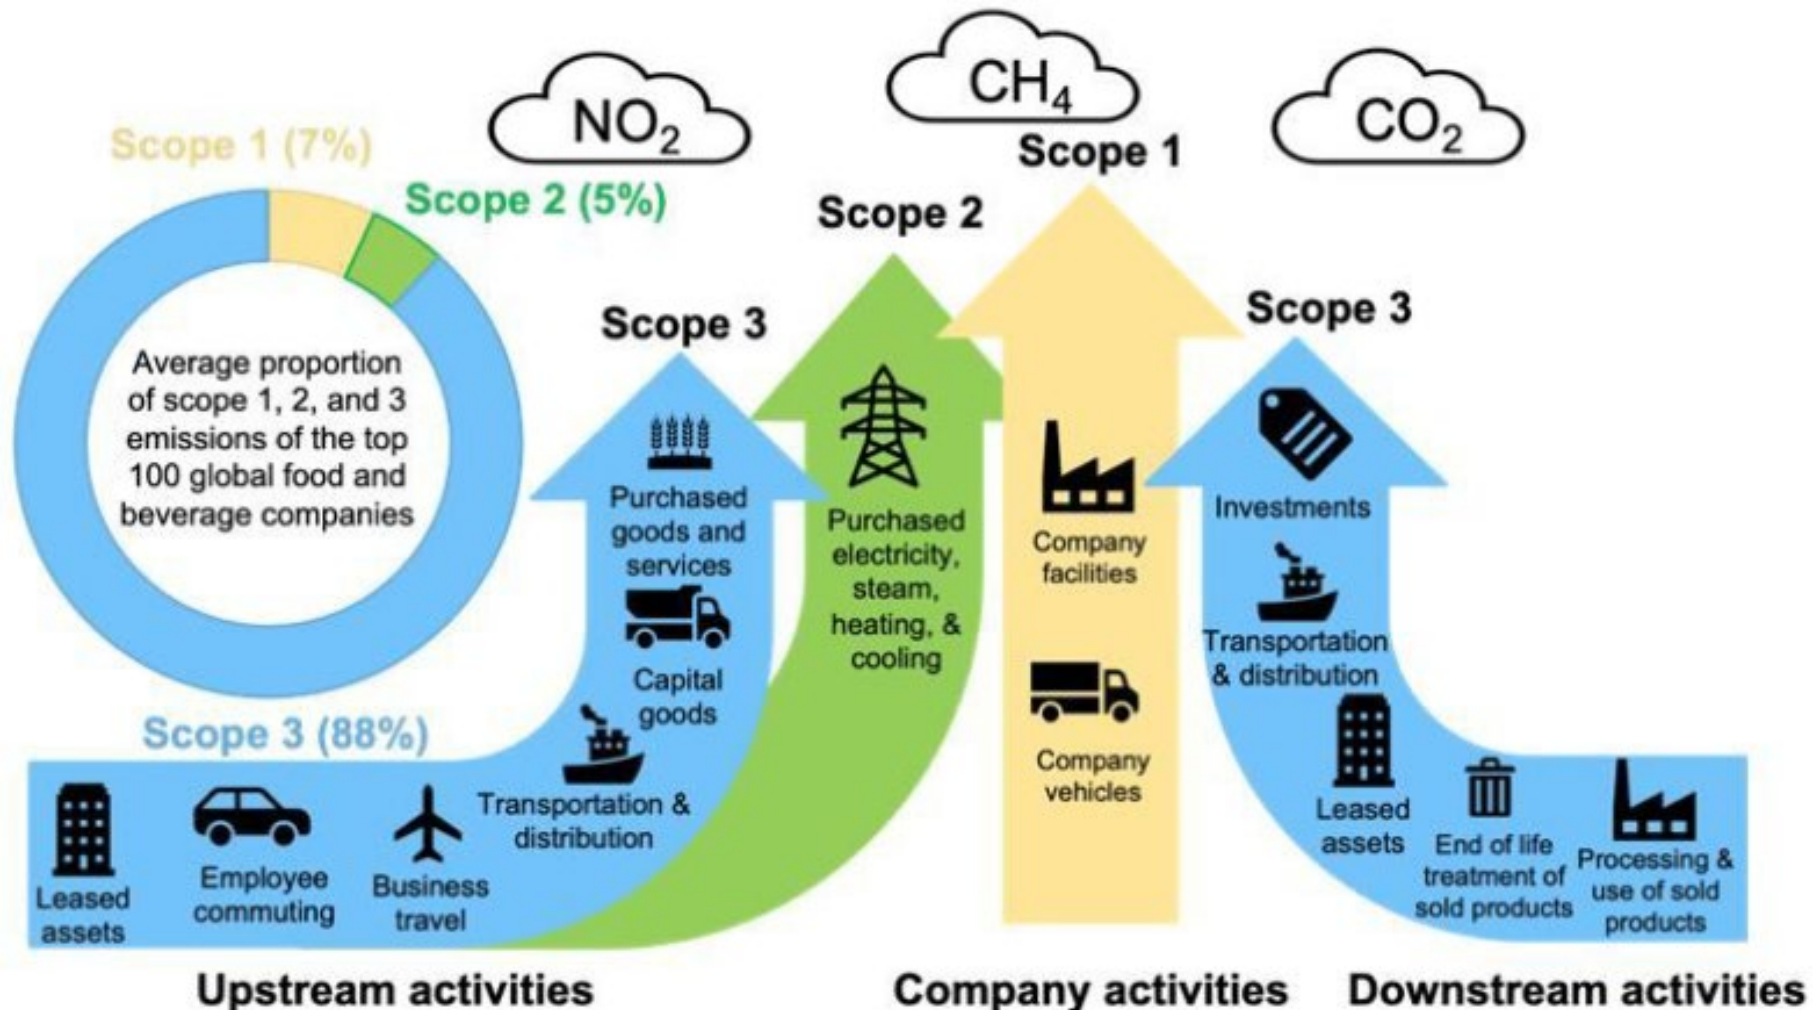 NO₂
CH₄
CO₂
Scope 1 (7%)
Scope 2 (5%)
Average proportion
of scope 1, 2, and 3
emissions of the top
100 global food and
beverage companies
Scope 3 (88%)
Scope 3
Purchased
goods and
services
Capital
goods
Transportation &
distribution
Business
travel
Employee
commuting
Leased
assets
Scope 2
Purchased
electricity,
steam,
heating, &
cooling
Scope 1
Company
facilities
Company
vehicles
Scope 3
Investments
Transportation
& distribution
Leased
assets
End of life
treatment of
sold products
Processing &
use of sold
products
Upstream activities
Company activities
Downstream activities